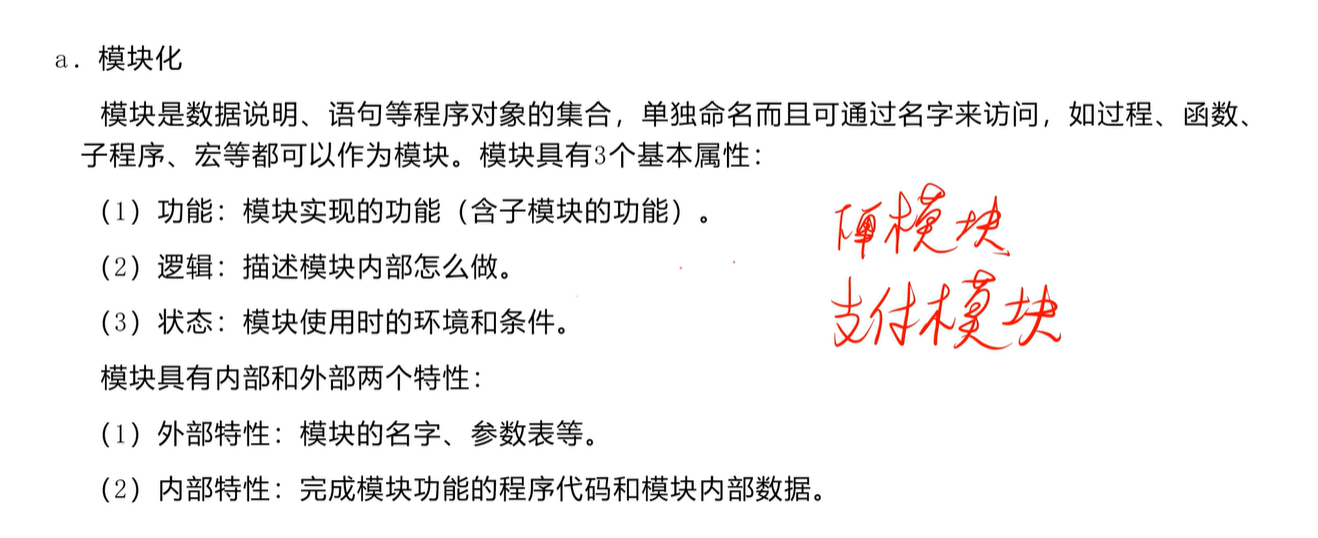 a. 模块化
模块是数据说明、语句等程序对象的集合，单独命名而且可通过名字来访问，如过程、函数、
子程序、宏等都可以作为模块。模块具有3个基本属性：
（1）功能：模块实现的功能（含子模块的功能）。
（2）逻辑：描述模块内部怎么做。
（3）状态：模块使用时的环境和条件。
模块具有内部和外部两个特性：
（1）外部特性：模块的名字、参数表等。
（2）内部特性：完成模块功能的程序代码和模块内部数据。
模块
支付模块